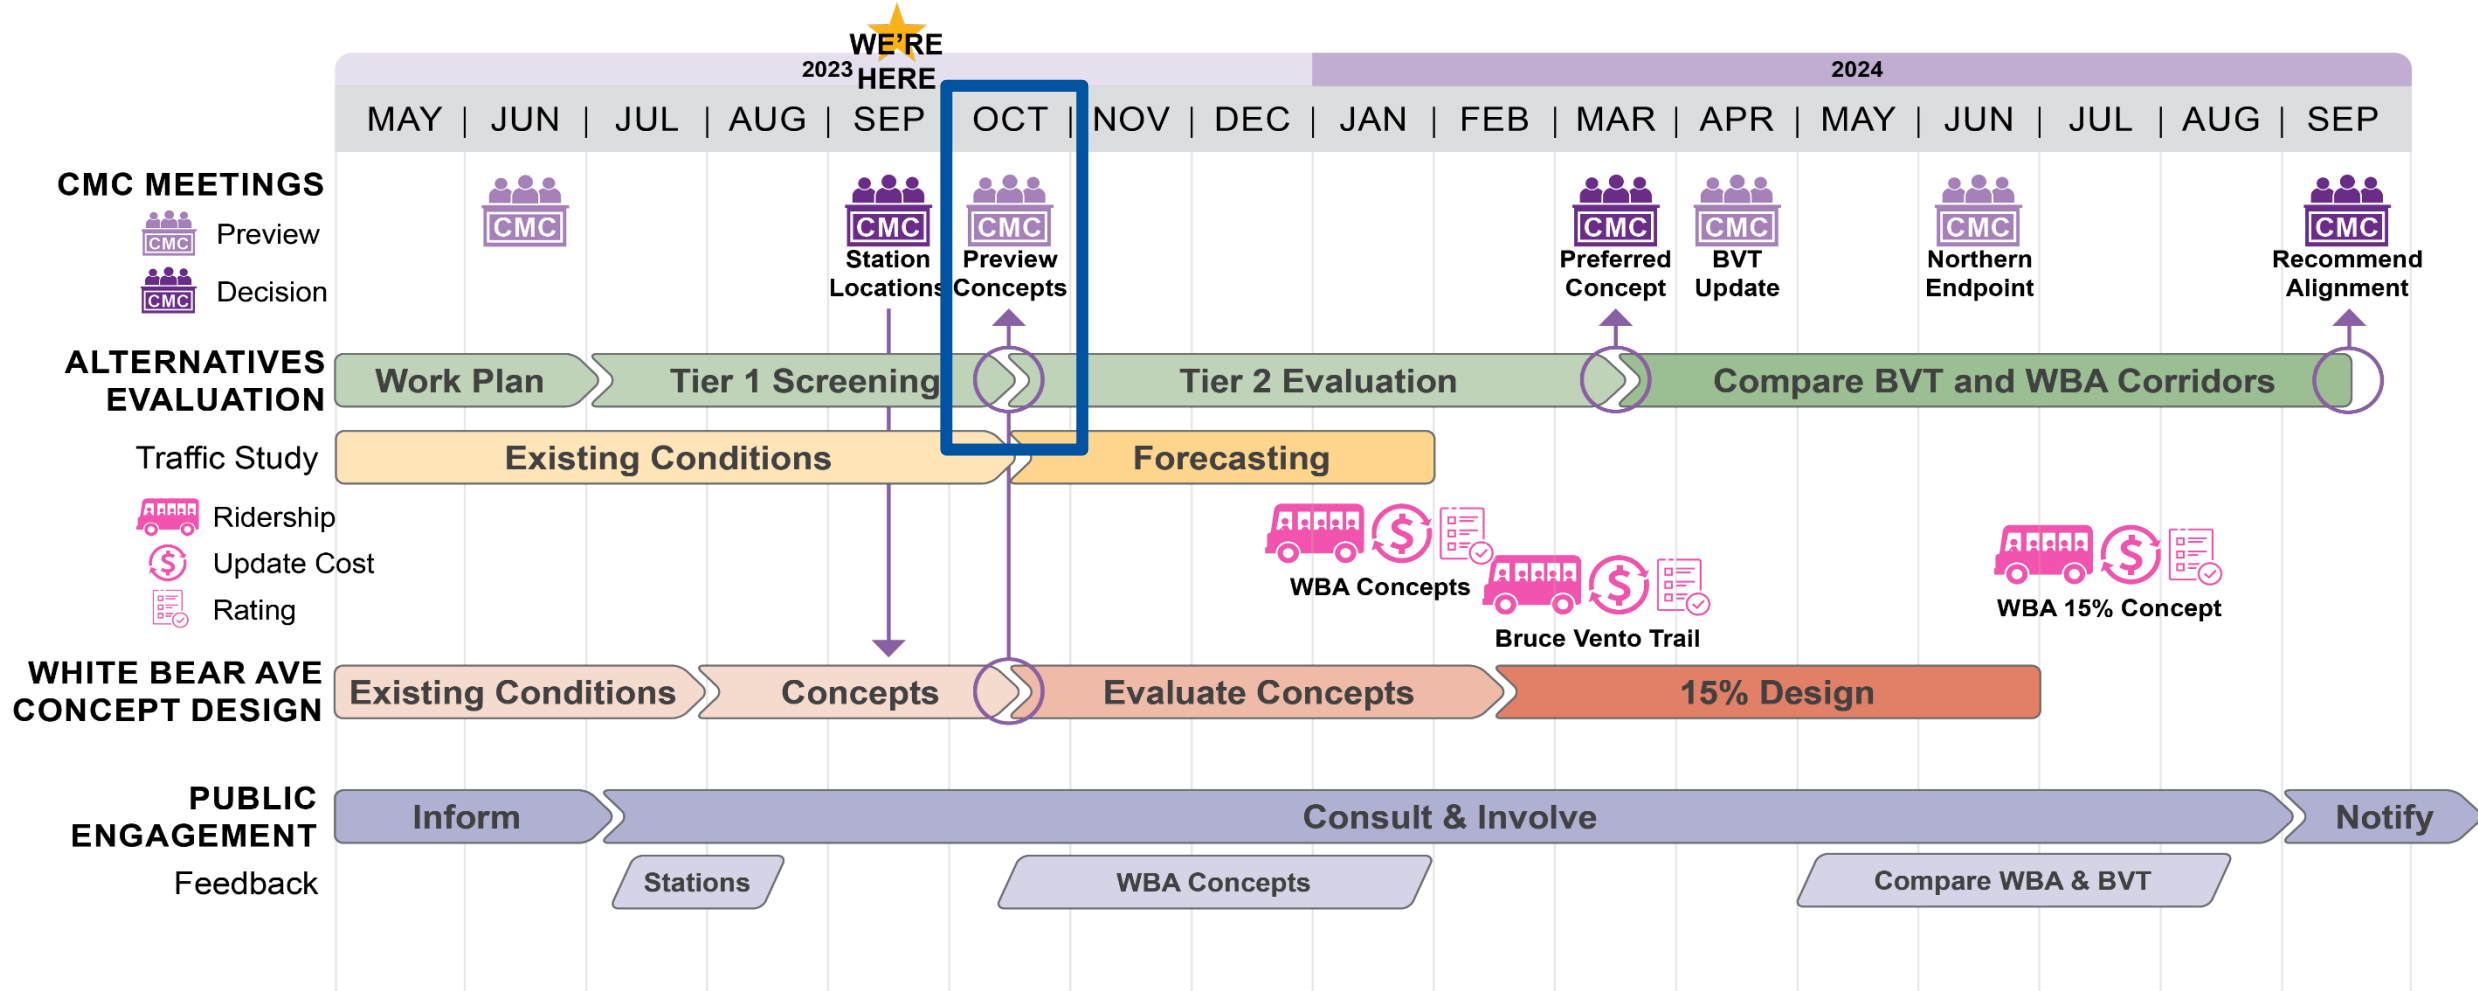 WE'RE
HERE
2023
2024
MAY | JUN | JUL | AUG | SEP | OCT | NOV | DEC | JAN | FEB | MAR | APR | MAY | JUN | JUL | AUG | SEP
CMC MEETINGS
CMC Preview
CMC Decision
CMC
CMC
Station
Locations
CMC
Preview
Concepts
CMC
Preferred
Concept
CMC
BVT
Update
CMC
Northern
Endpoint
CMC
Recommend
Alignment
ALTERNATIVES
EVALUATION
Work Plan
Tier 1 Screening
Tier 2 Evaluation
Compare BVT and WBA Corridors
Traffic Study
Existing Conditions
Forecasting
Ridership
$ Update Cost
Rating
$
WBA Concepts
$
Bruce Vento Trail
$
WBA 15% Concept
WHITE BEAR AVE
CONCEPT DESIGN
Existing Conditions
Concepts
Evaluate Concepts
15% Design
PUBLIC
ENGAGEMENT
Inform
Consult & Involve
Notify
Feedback
Stations
WBA Concepts
Compare WBA & BVT